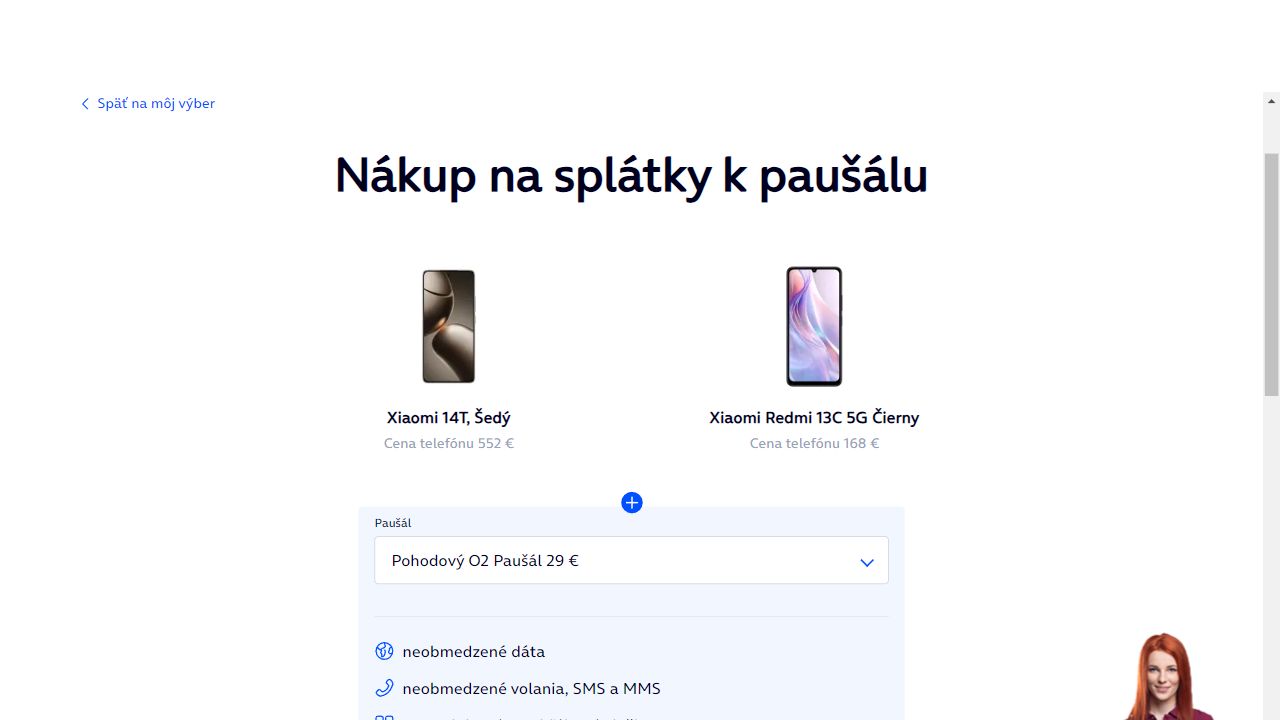 Späť na môj výber
Nákup na splátky k paušálu
Xiaomi 14T, Šedý
Cena telefónu 552 €
Xiaomi Redmi 13C 5G Čierny
Cena telefónu 168 €
Paušál
Pohodový O2 Paušál 29 €
neobmedzené dáta
neobmedzené volania, SMS a MMS